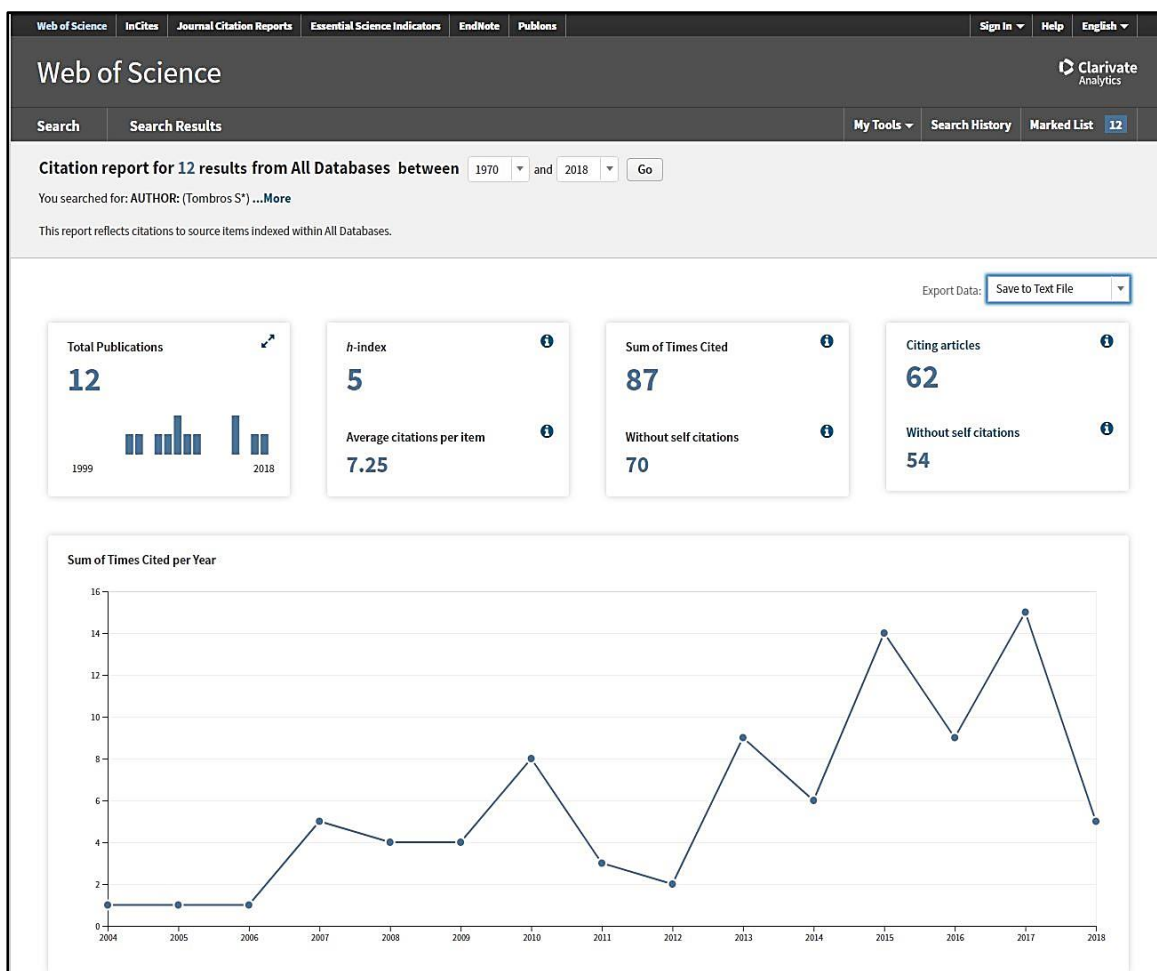 Web of Science InCites Journal Citation Reports Essential Science Indicators EndNote Publons Sign In Help English
Web of Science
Clarivate
Analytics
Search Search Results My Tools Search History Marked List 12
Citation report for 12 results from All Databases between 1970 and 2018 Go
You searched for: AUTHOR: (Tombros S*) ...More
This report reflects citations to source items indexed within All Databases.
Export Data: Save to Text File
Total Publications
12
1999 2018
h-index
5
Average citations per item
7.25
Sum of Times Cited
87
Without self citations
70
Citing articles
62
Without self citations
54
Sum of Times Cited per Year
16
14
12
10
8
6
4
2
0
2004 2005 2006 2007 2008 2009 2010 2011 2012 2013 2014 2015 2016 2017 2018